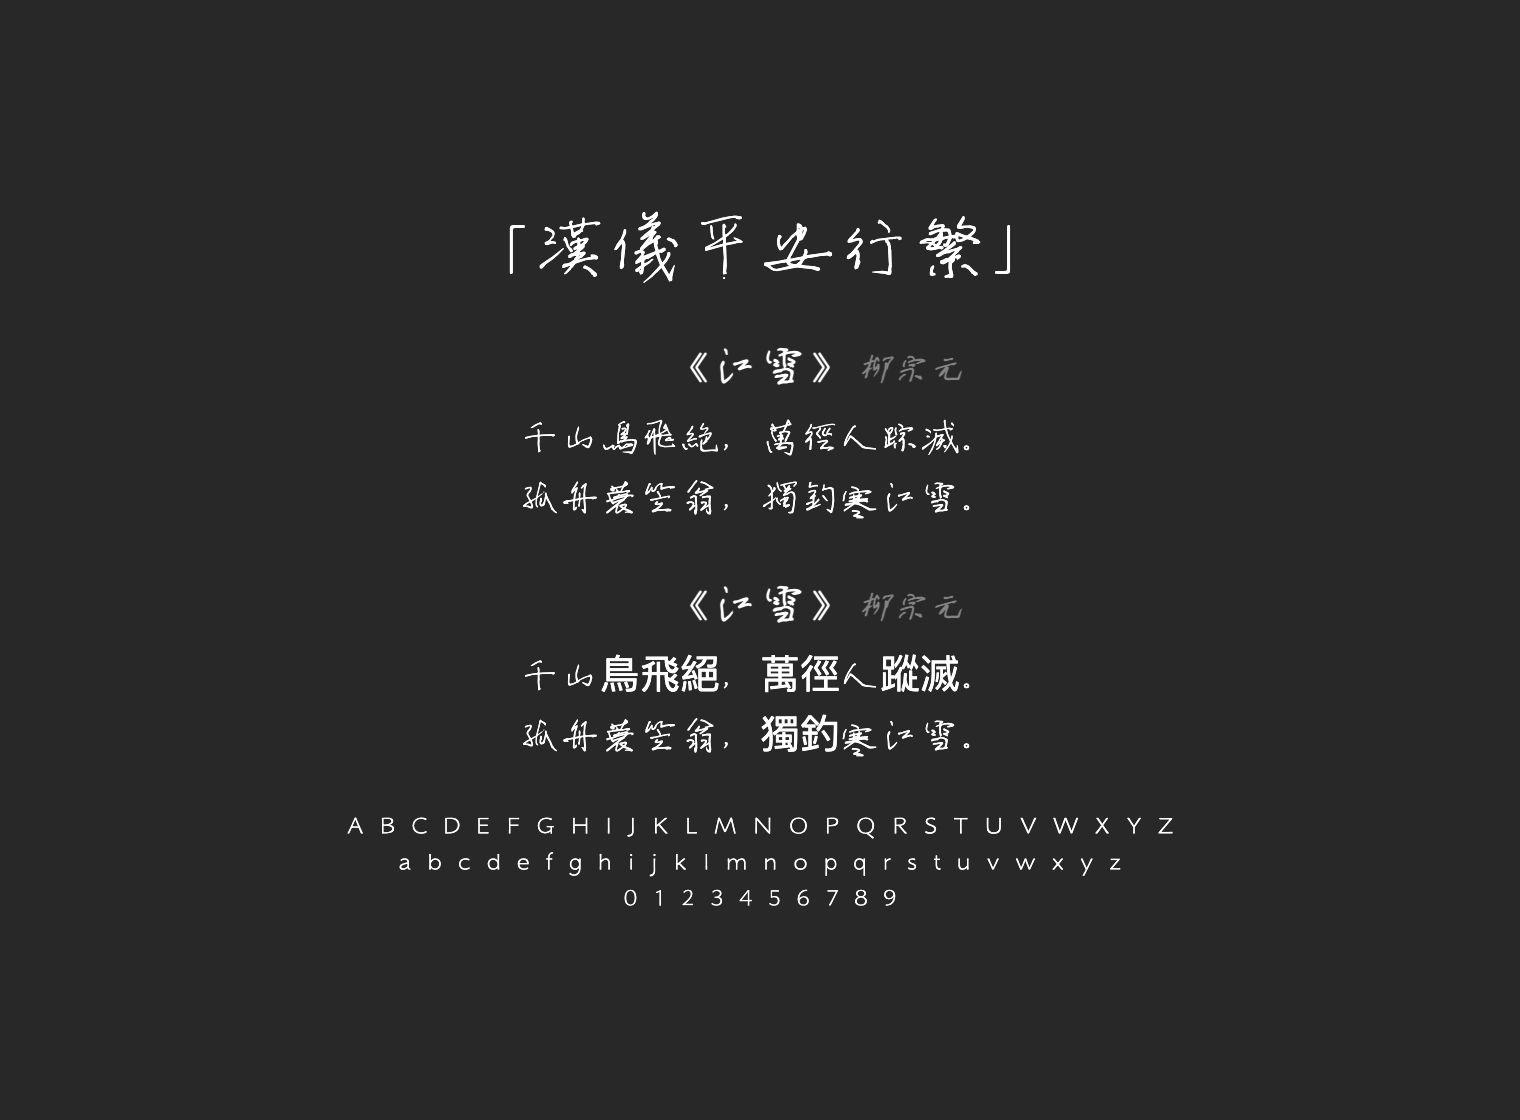 「漢儀平安行繁」
《江雪》 柳宗元
千山鳥飛絕，萬徑人踪滅。
孤舟蓑笠翁，獨釣寒江雪。
《江雪》 柳宗元
千山鳥飛絕，萬徑人蹤滅。
孤舟蓑笠翁，獨釣寒江雪。
A B C D E F G H I J K L M N O P Q R S T U V W X Y Z
a b c d e f g h i j k l m n o p q r s t u v w x y z
0 1 2 3 4 5 6 7 8 9